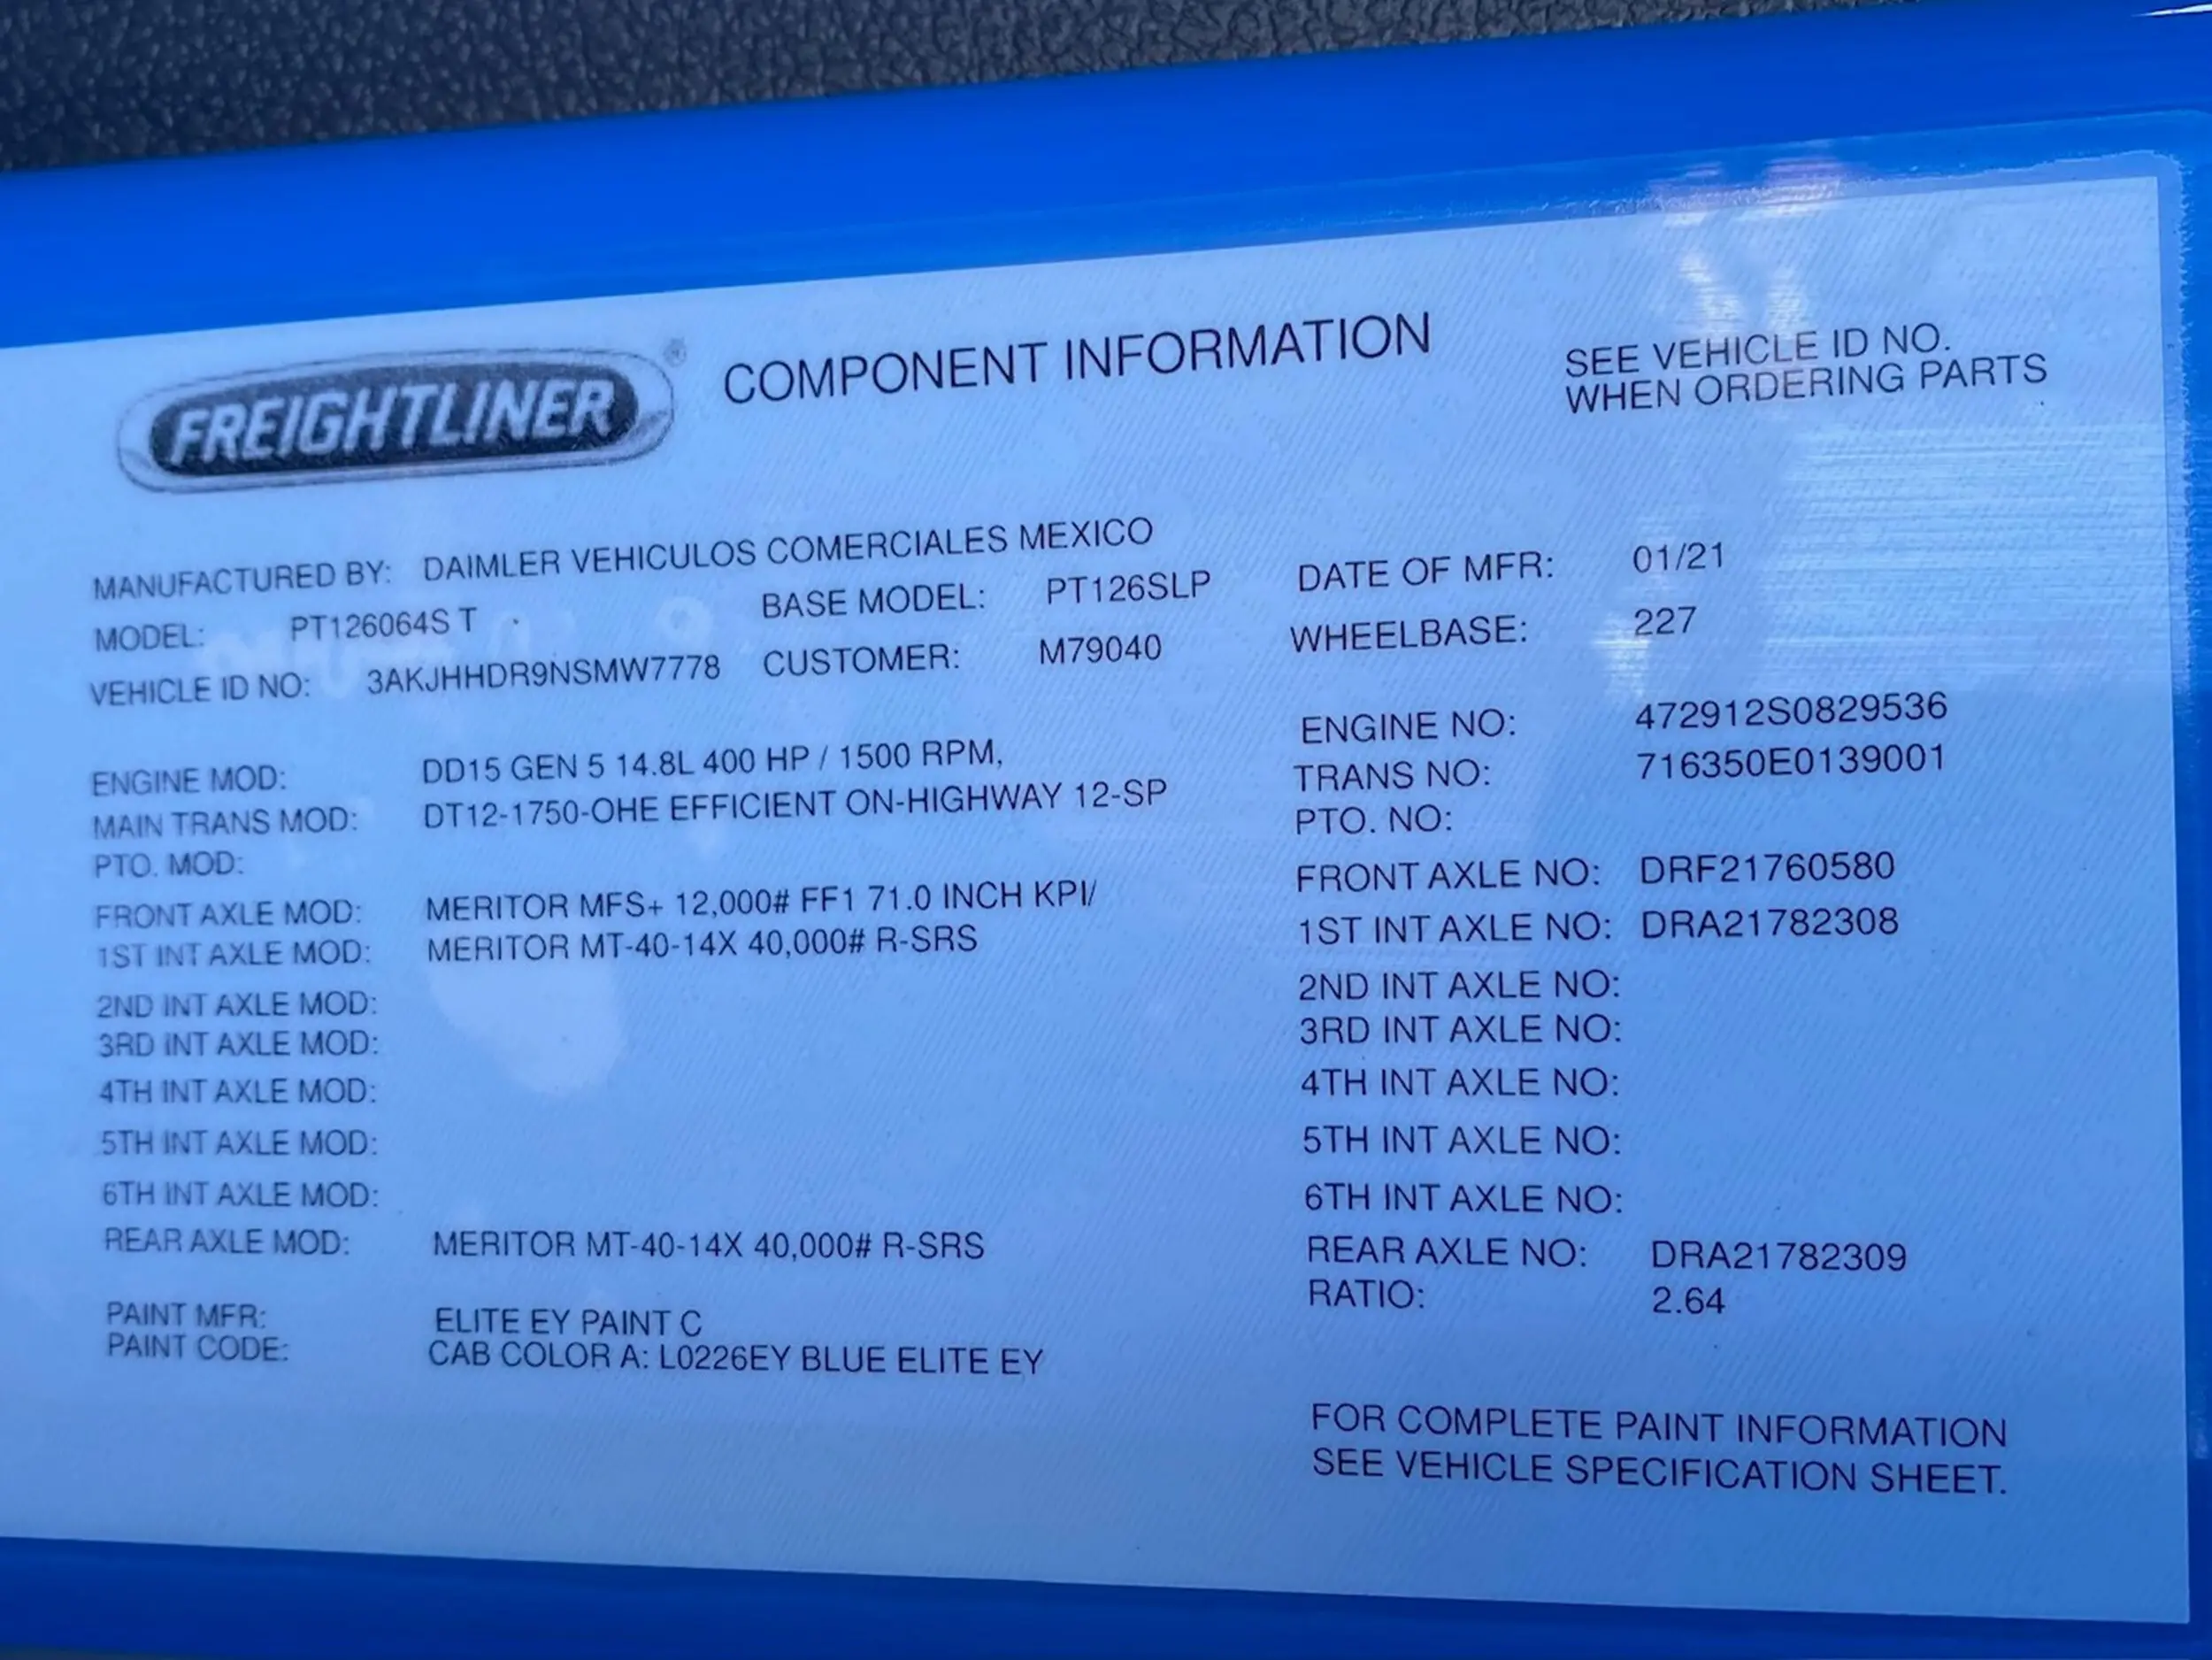 FREIGHTLINER ® COMPONENT INFORMATION
SEE VEHICLE ID NO.
WHEN ORDERING PARTS
MANUFACTURED BY: DAIMLER VEHICULOS COMERCIALES MEXICO DATE OF MFR: 01/21
MODEL: PT126064S T BASE MODEL: PT126SLP WHEELBASE: 227
VEHICLE ID NO: 3AKJHHDR9NSMW7778 CUSTOMER: M79040
ENGINE MOD: DD15 GEN 5 14.8L 400 HP / 1500 RPM, ENGINE NO: 472912S0829536
MAIN TRANS MOD: DT12-1750-OHE EFFICIENT ON-HIGHWAY 12-SP TRANS NO: 716350E0139001
PTO. MOD: PTO. NO:
FRONT AXLE MOD: MERITOR MFS+ 12,000# FF1 71.0 INCH KPI/ FRONT AXLE NO: DRF21760580
1ST INT AXLE MOD: MERITOR MT-40-14X 40,000# R-SRS 1ST INT AXLE NO: DRA21782308
2ND INT AXLE MOD: 2ND INT AXLE NO:
3RD INT AXLE MOD: 3RD INT AXLE NO:
4TH INT AXLE MOD: 4TH INT AXLE NO:
5TH INT AXLE MOD: 5TH INT AXLE NO:
6TH INT AXLE MOD: 6TH INT AXLE NO:
REAR AXLE MOD: MERITOR MT-40-14X 40,000# R-SRS REAR AXLE NO: DRA21782309
RATIO: 2.64
PAINT MFR: ELITE EY PAINT C
PAINT CODE: CAB COLOR A: L0226EY BLUE ELITE EY
FOR COMPLETE PAINT INFORMATION
SEE VEHICLE SPECIFICATION SHEET.